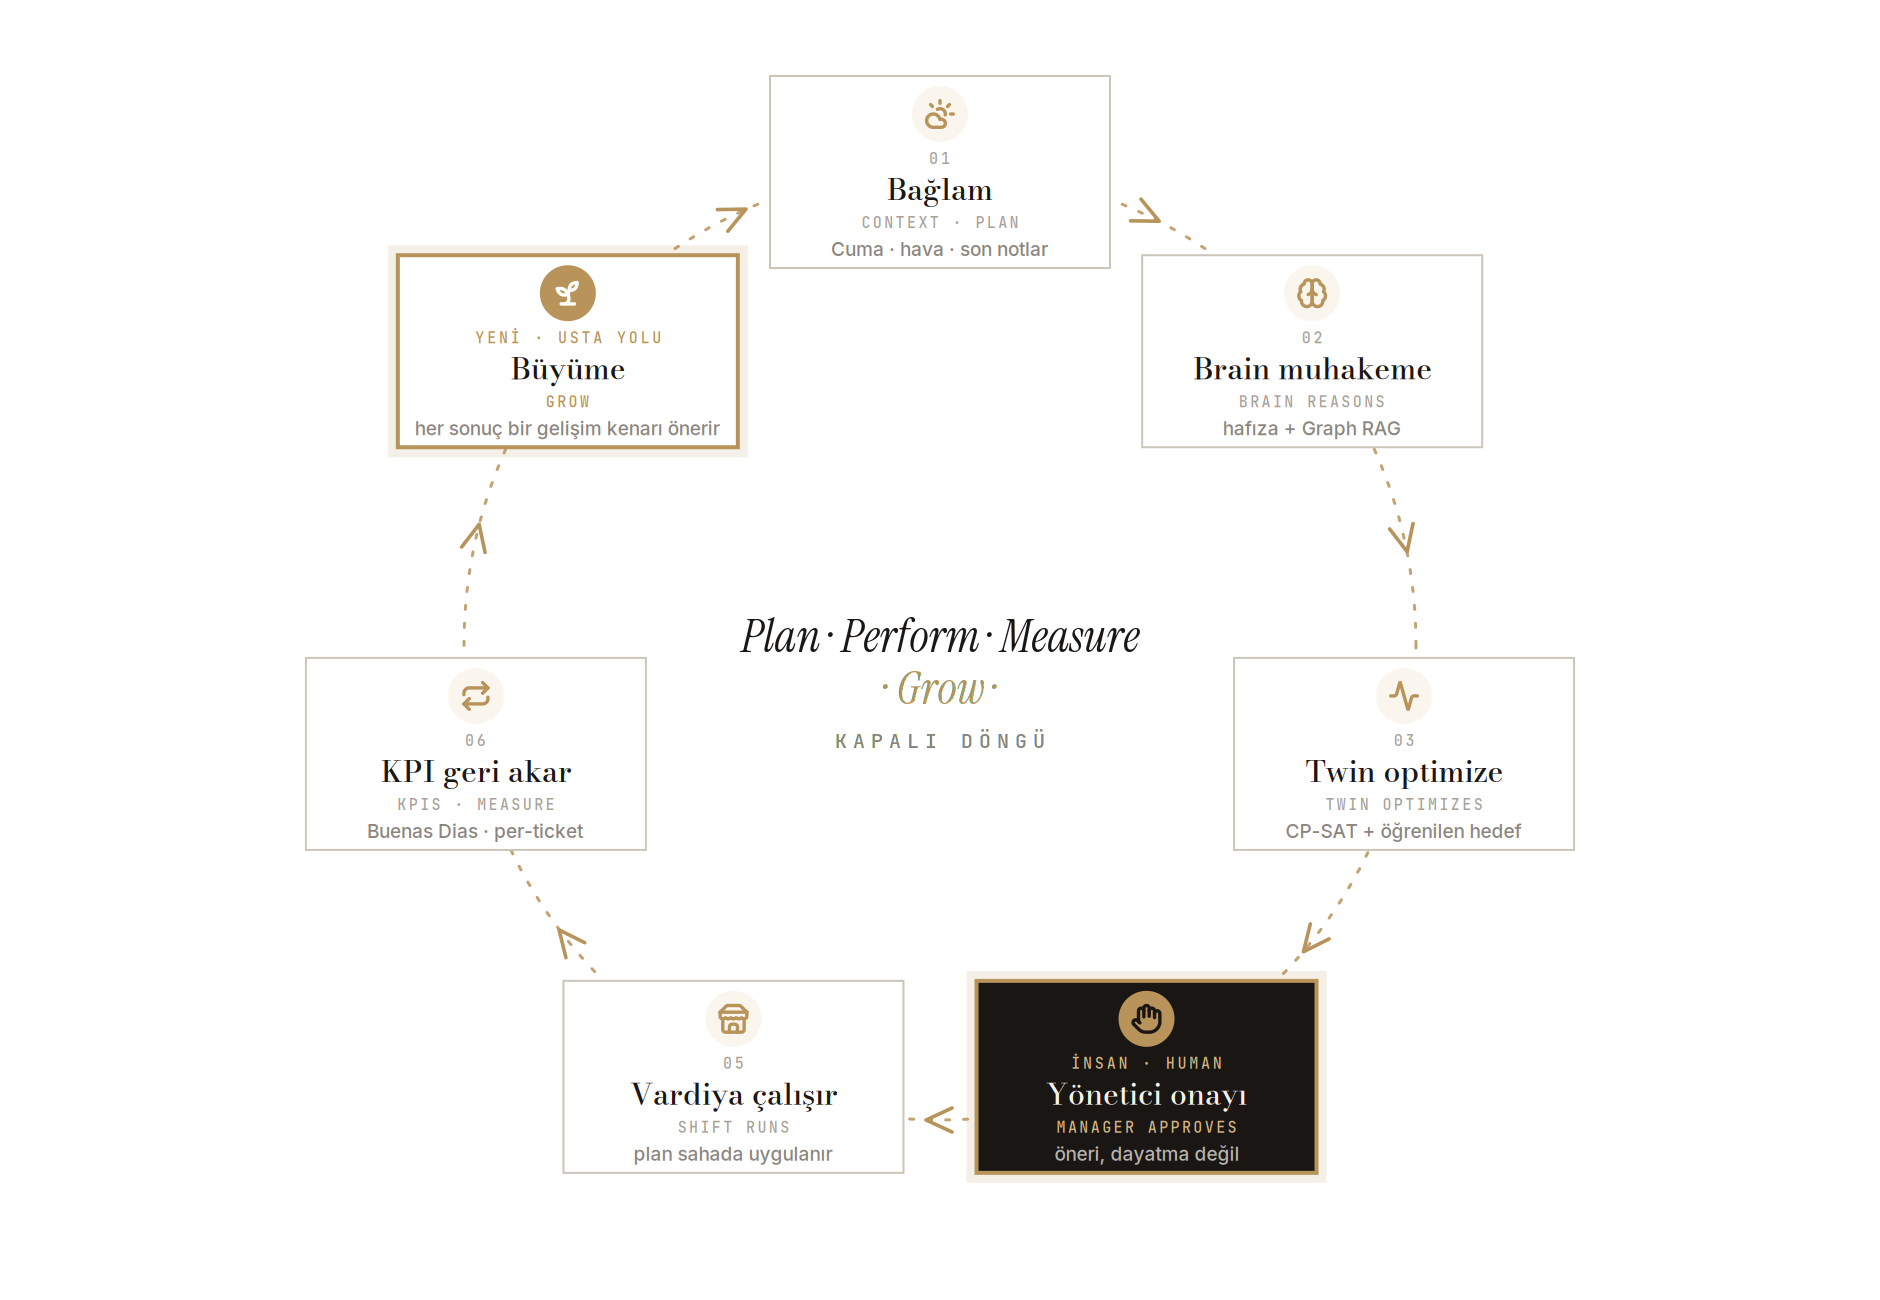 01
Bağlam
CONTEXT · PLAN
Cuma · hava · son notlar
02
Brain muhakeme
BRAIN REASONS
hafıza + Graph RAG
03
Twin optimize
TWIN OPTIMIZES
CP-SAT + öğrenilen hedef
İNSAN · HUMAN
Yönetici onayı
MANAGER APPROVES
öneri, dayatma değil
05
Vardiya çalışır
SHIFT RUNS
plan sahada uygulanır
06
KPI geri akar
KPIS · MEASURE
Buenas Dias · per-ticket
YENİ · USTA YOLU
Büyüme
GROW
her sonuç bir gelişim kenarı önerir
Plan · Perform · Measure
· Grow ·
KAPALI DÖNGÜ